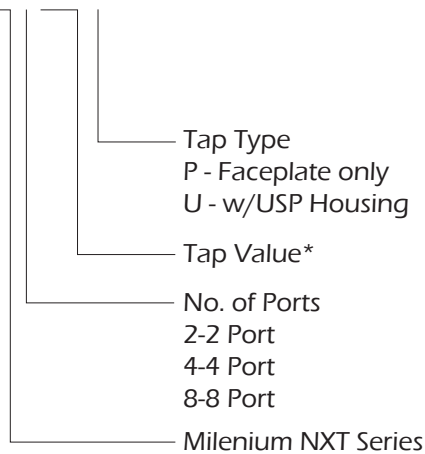 Tap Type
P - Faceplate only
U - w/USP Housing
Tap Value*
No. of Ports
2-2 Port
4-4 Port
8-8 Port
Milenium NXT Series